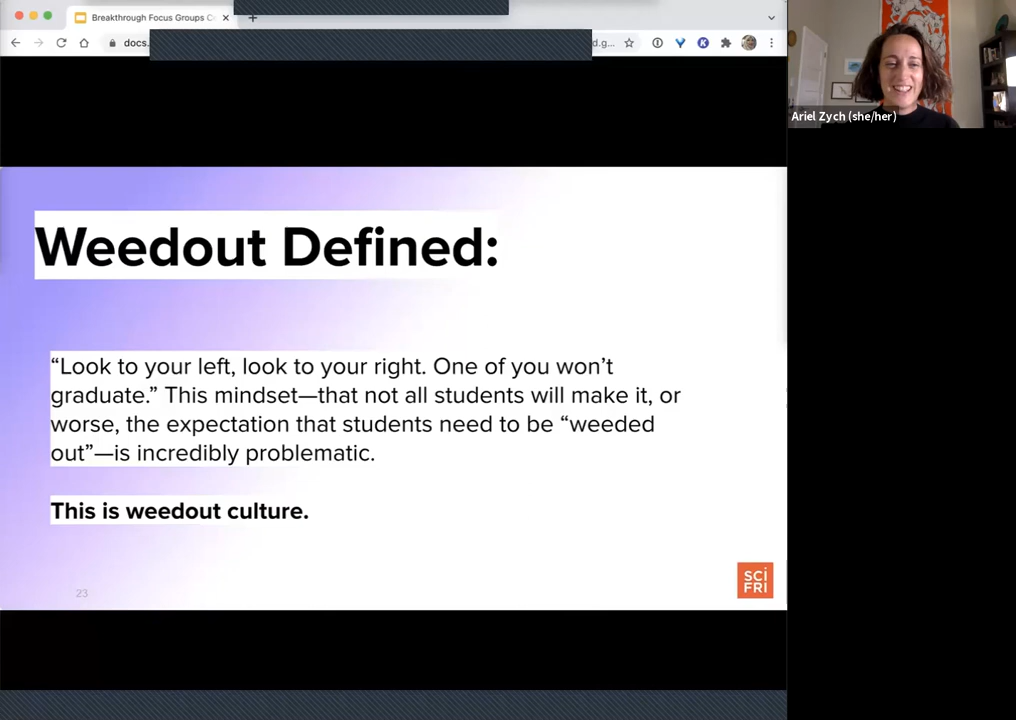 Breakthrough Focus Groups C
docs.
d.g...
Ariel Zych (she/her)
Weedout Defined:
“Look to your left, look to your right. One of you won’t
graduate.” This mindset—that not all students will make it, or
worse, the expectation that students need to be “weeded
out”—is incredibly problematic.
This is weedout culture.
23
SCI
FRI